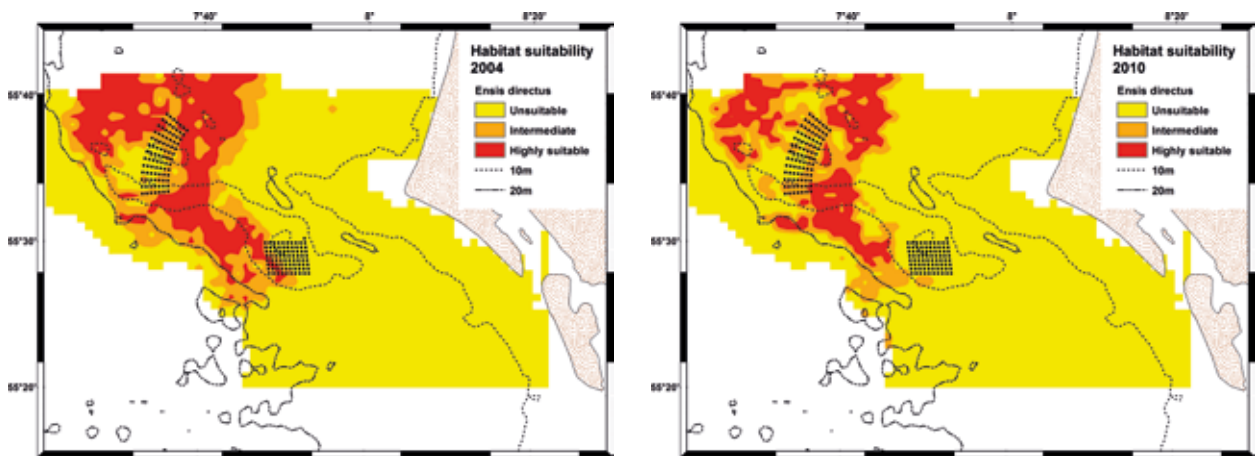 7°40' 8° 8°20'
Habitat suitability
2004
Ensis directus
Unsuitable
Intermediate
Highly suitable
10m
20m
55°40'
55°30'
55°20'
7°40' 8° 8°20'
Habitat suitability
2010
Ensis directus
Unsuitable
Intermediate
Highly suitable
10m
20m
55°40'
55°30'
55°20'